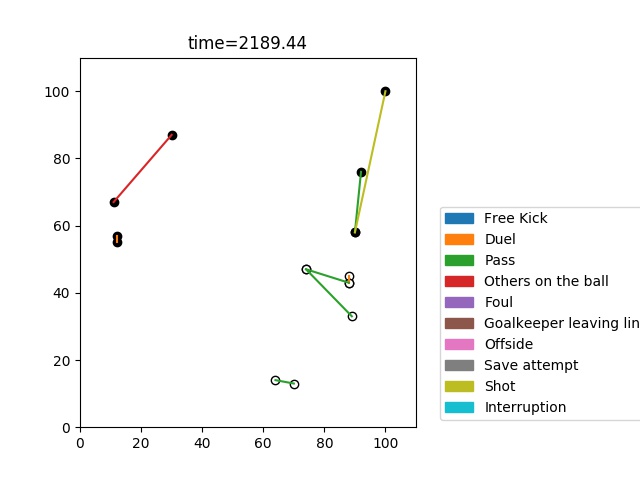 time=2189.44
100
80
60
40
20
0
0 20 40 60 80 100
Free Kick
Duel
Pass
Others on the ball
Foul
Goalkeeper leaving lin
Offside
Save attempt
Shot
Interruption